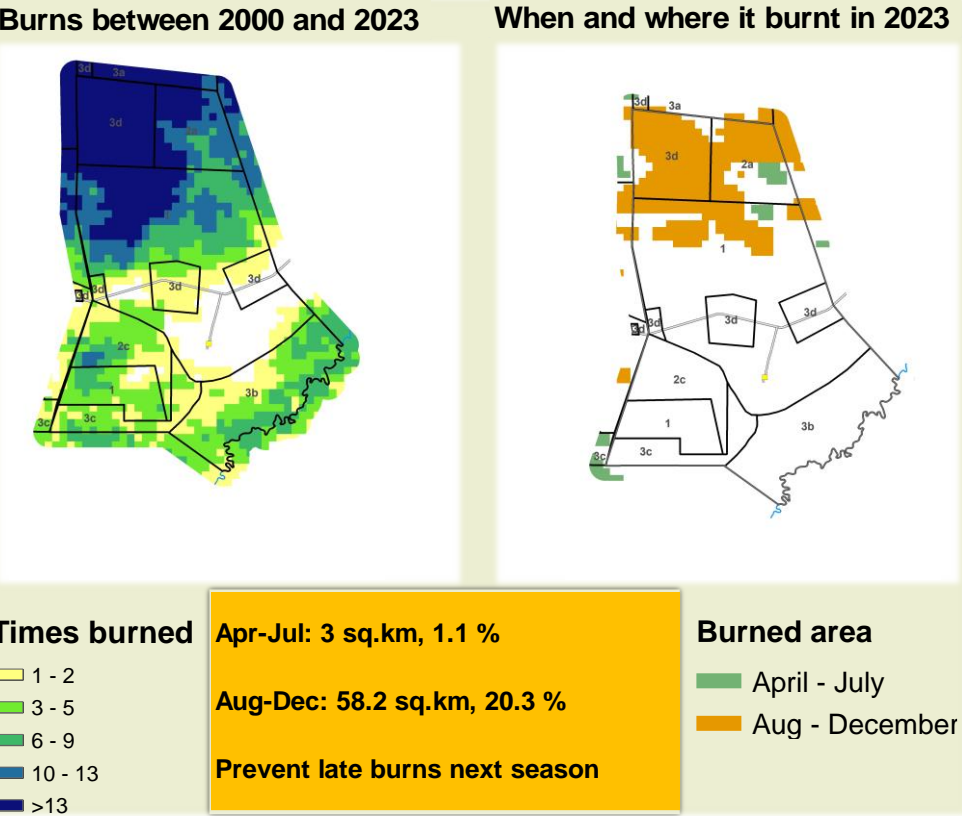 Burns between 2000 and 2023
When and where it burnt in 2023
3d
3a
3d
2a
3d
3d
3d
3d
2c
1
3b
3c
3c
3d
3a
3d
2a
1
3d
3d
3d
3d
2c
1
3b
3c
3c
Times burned
1 - 2
3 - 5
6 - 9
10 - 13
>13
Apr-Jul: 3 sq.km, 1.1 %
Aug-Dec: 58.2 sq.km, 20.3 %
Prevent late burns next season
Burned area
April - July
Aug - December